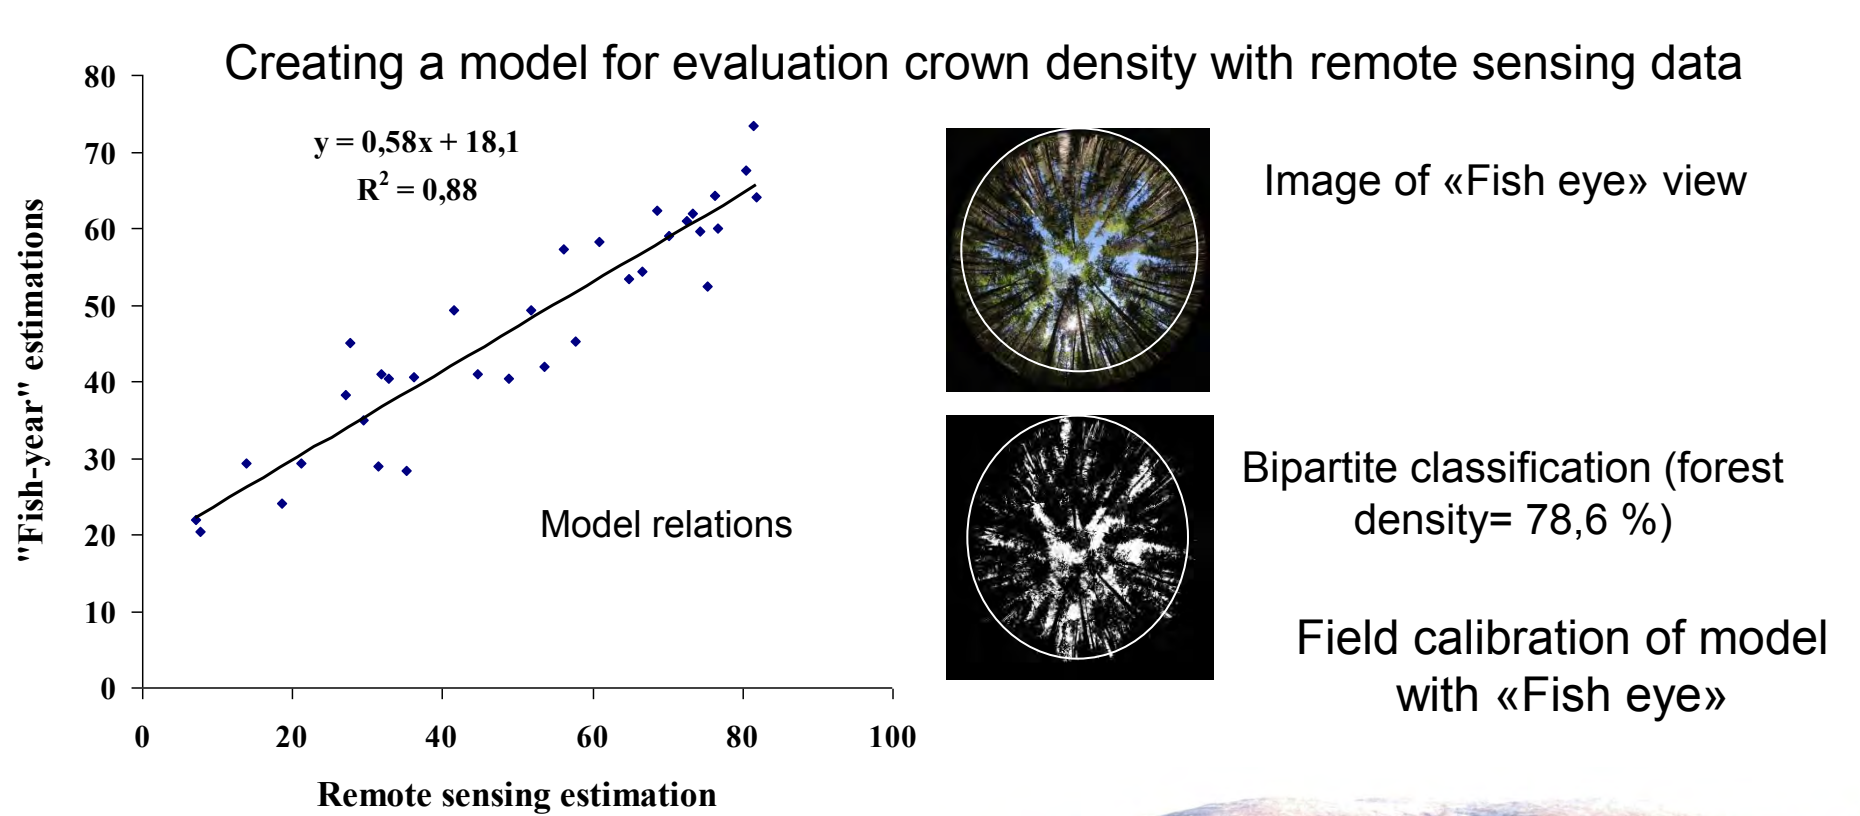 Creating a model for evaluation crown density with remote sensing data
80
70
60
50
40
30
20
10
0
"Fish-year" estimations
y = 0,58x + 18,1
R² = 0,88
Model relations
0 20 40 60 80 100
Remote sensing estimation
Image of «Fish eye» view
Bipartite classification (forest
density= 78,6 %)
Field calibration of model
with «Fish eye»